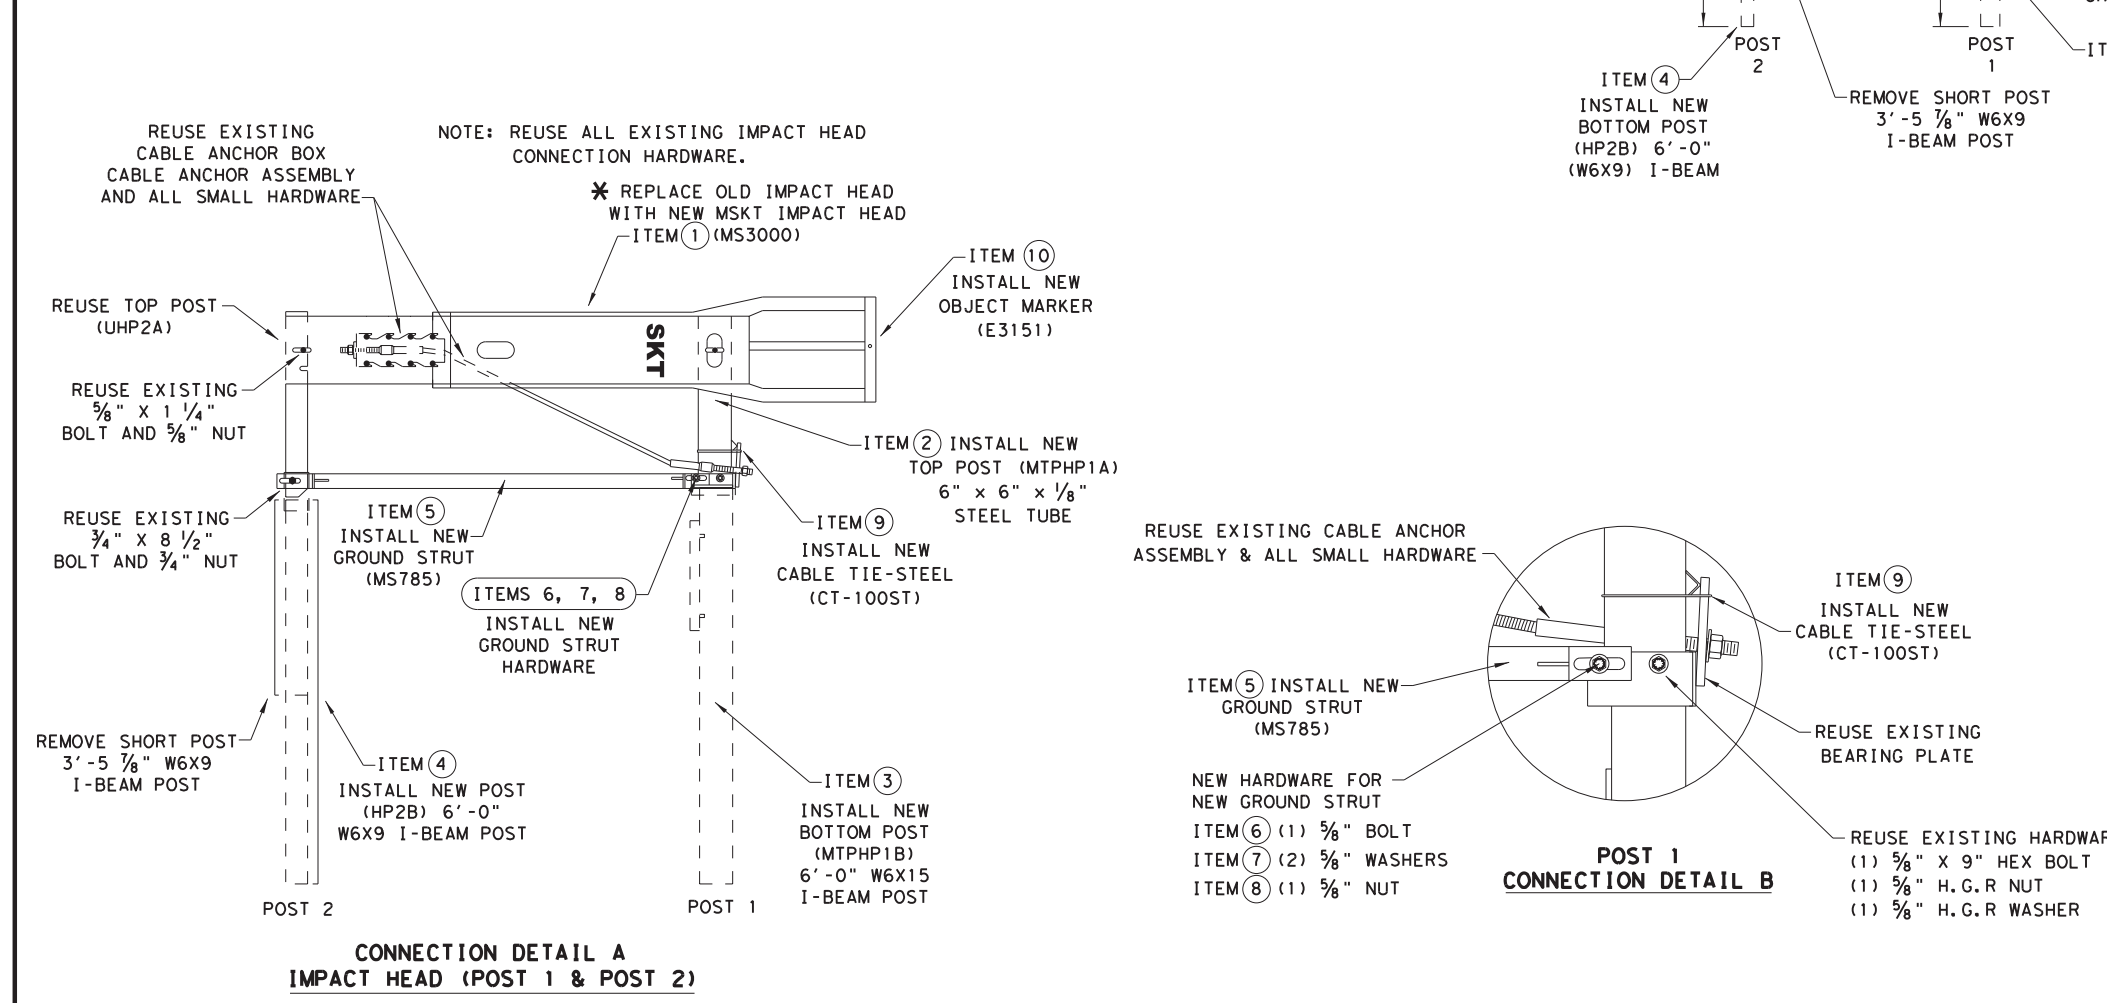 POST
2
POST
1
ITEM 4
INSTALL NEW
BOTTOM POST
(HP2B) 6'-0"
(W6X9) I-BEAM
REMOVE SHORT POST
3'-5 7/8" W6X9
I-BEAM POST
REUSE EXISTING
CABLE ANCHOR BOX
CABLE ANCHOR ASSEMBLY
AND ALL SMALL HARDWARE
NOTE: REUSE ALL EXISTING IMPACT HEAD
CONNECTION HARDWARE.
* REPLACE OLD IMPACT HEAD
WITH NEW MSKT IMPACT HEAD
ITEM 1 (MS3000)
ITEM 10
INSTALL NEW
OBJECT MARKER
(E3151)
REUSE TOP POST
(UHP2A)
SKT
REUSE EXISTING
5/8" X 1 1/4"
BOLT AND 5/8" NUT
ITEM 2 INSTALL NEW
TOP POST (MTPHP1A)
6" x 6" x 1/8"
STEEL TUBE
REUSE EXISTING
3/4" X 8 1/2"
BOLT AND 3/4" NUT
ITEM 5
INSTALL NEW
GROUND STRUT
(MS785)
ITEMS 6, 7, 8
INSTALL NEW
GROUND STRUT
HARDWARE
ITEM 9
INSTALL NEW
CABLE TIE-STEEL
(CT-100ST)
REMOVE SHORT POST
3'-5 7/8" W6X9
I-BEAM POST
ITEM 4
INSTALL NEW POST
(HP2B) 6'-0"
W6X9 I-BEAM POST
ITEM 3
INSTALL NEW
BOTTOM POST
(MTPHP1B)
6'-0" W6X15
I-BEAM POST
POST 2
POST 1
CONNECTION DETAIL A
IMPACT HEAD (POST 1 & POST 2)
REUSE EXISTING CABLE ANCHOR
ASSEMBLY & ALL SMALL HARDWARE
ITEM 9
INSTALL NEW
CABLE TIE-STEEL
(CT-100ST)
ITEM 5 INSTALL NEW
GROUND STRUT
(MS785)
REUSE EXISTING
BEARING PLATE
NEW HARDWARE FOR
NEW GROUND STRUT
ITEM 6 (1) 5/8" BOLT
ITEM 7 (2) 5/8" WASHERS
ITEM 8 (1) 5/8" NUT
POST 1
CONNECTION DETAIL B
REUSE EXISTING
(1) 5/8" X 9" HEX BOLT
(1) 5/8" H.G.R NUT
(1) 5/8" H.G.R WASHER